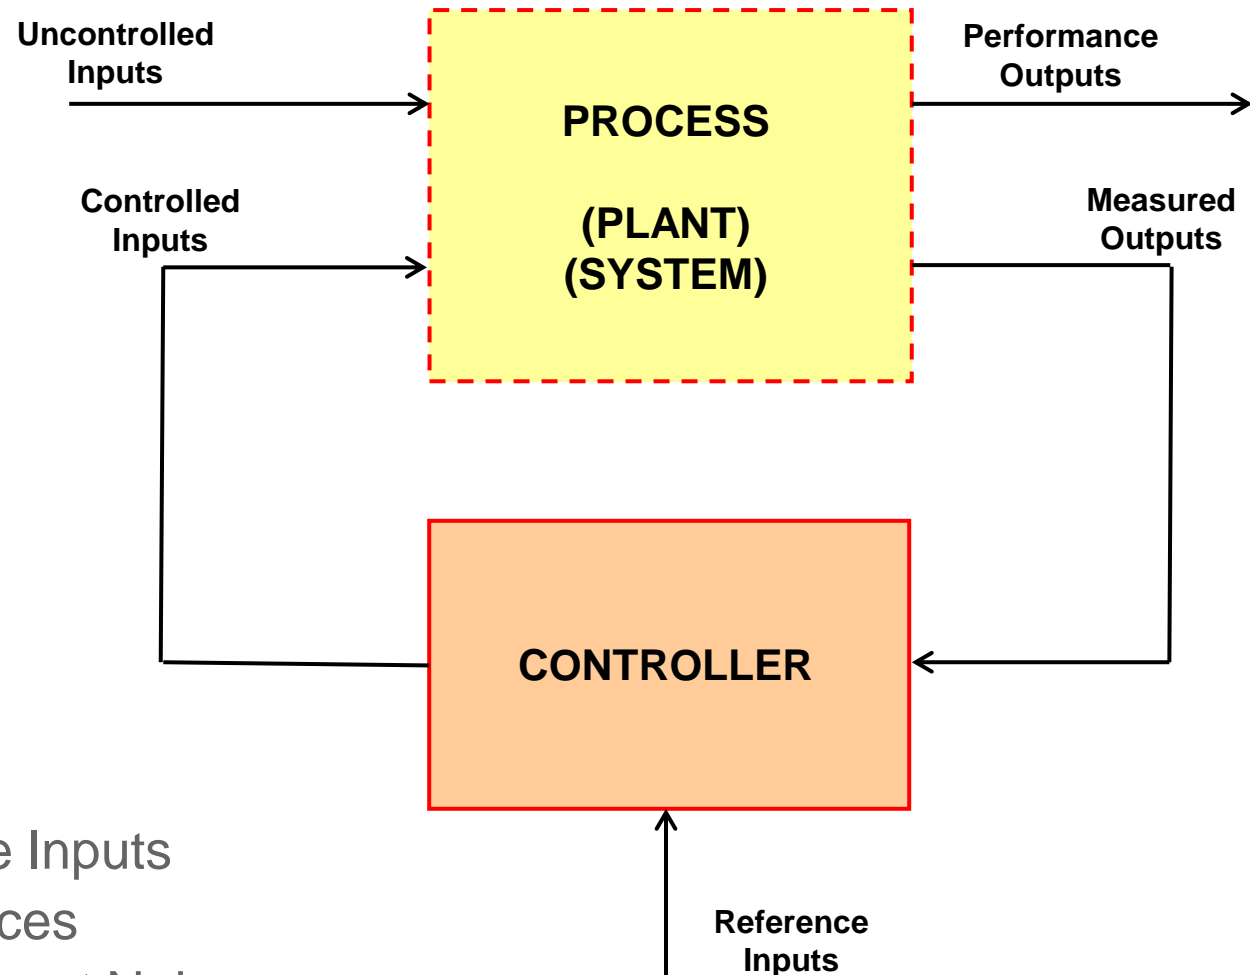 Uncontrolled
Inputs
Performance
Outputs
PROCESS
(PLANT)
(SYSTEM)
Controlled
Inputs
Measured
Outputs
CONTROLLER
e Inputs
ces
Reference
Inputs